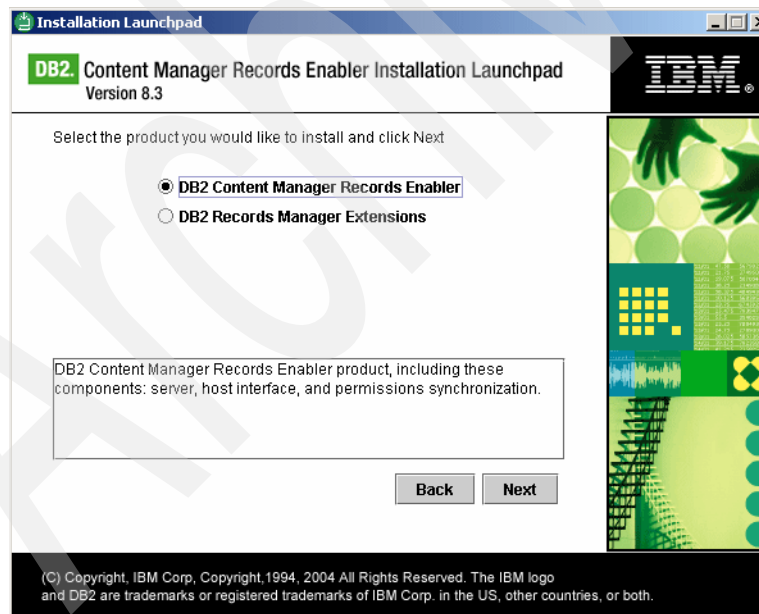 Installation Launchpad
DB2. Content Manager Records Enabler Installation Launchpad
Version 8.3
IBM®
Select the product you would like to install and click Next
DB2 Content Manager Records Enabler
DB2 Records Manager Extensions
DB2 Content Manager Records Enabler product, including these
components: server, host interface, and permissions synchronization.
Back Next
(C) Copyright, IBM Corp, Copyright,1994, 2004 All Rights Reserved. The IBM logo
and DB2 are trademarks or registered trademarks of IBM Corp. in the US, other countries, or both.